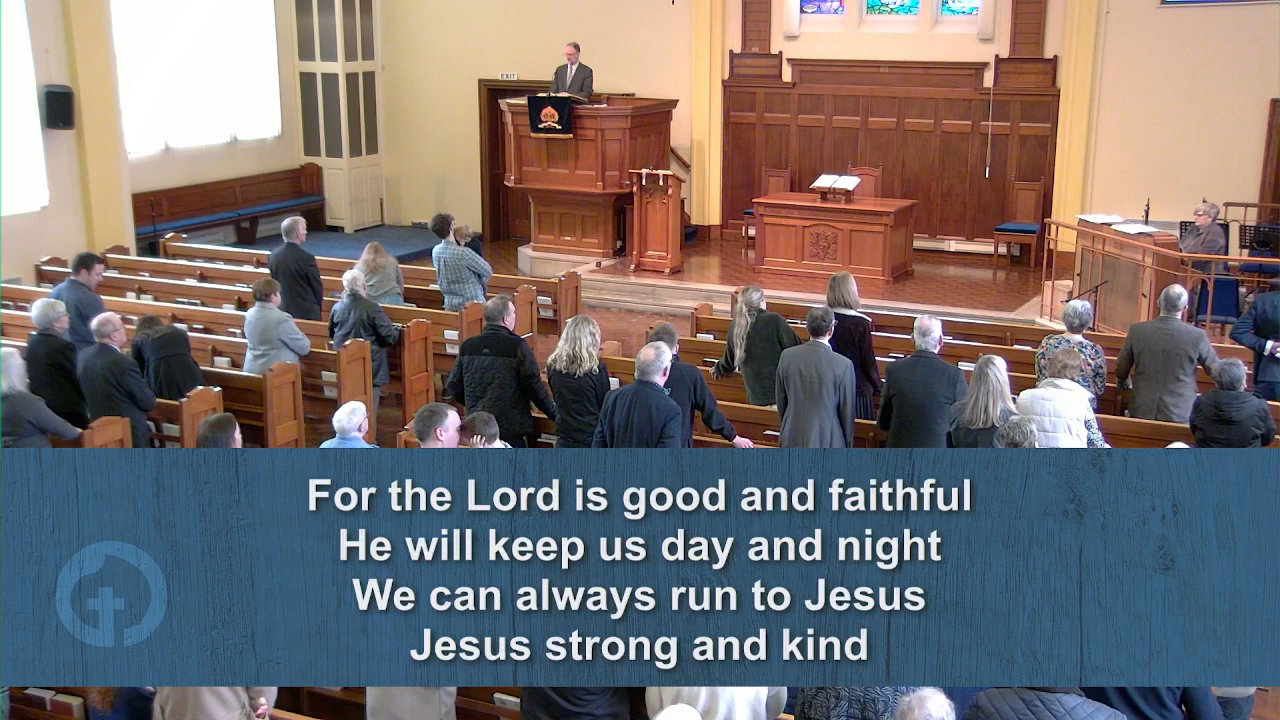 EXIT
For the Lord is good and faithful
He will keep us day and night
We can always run to Jesus
Jesus strong and kind